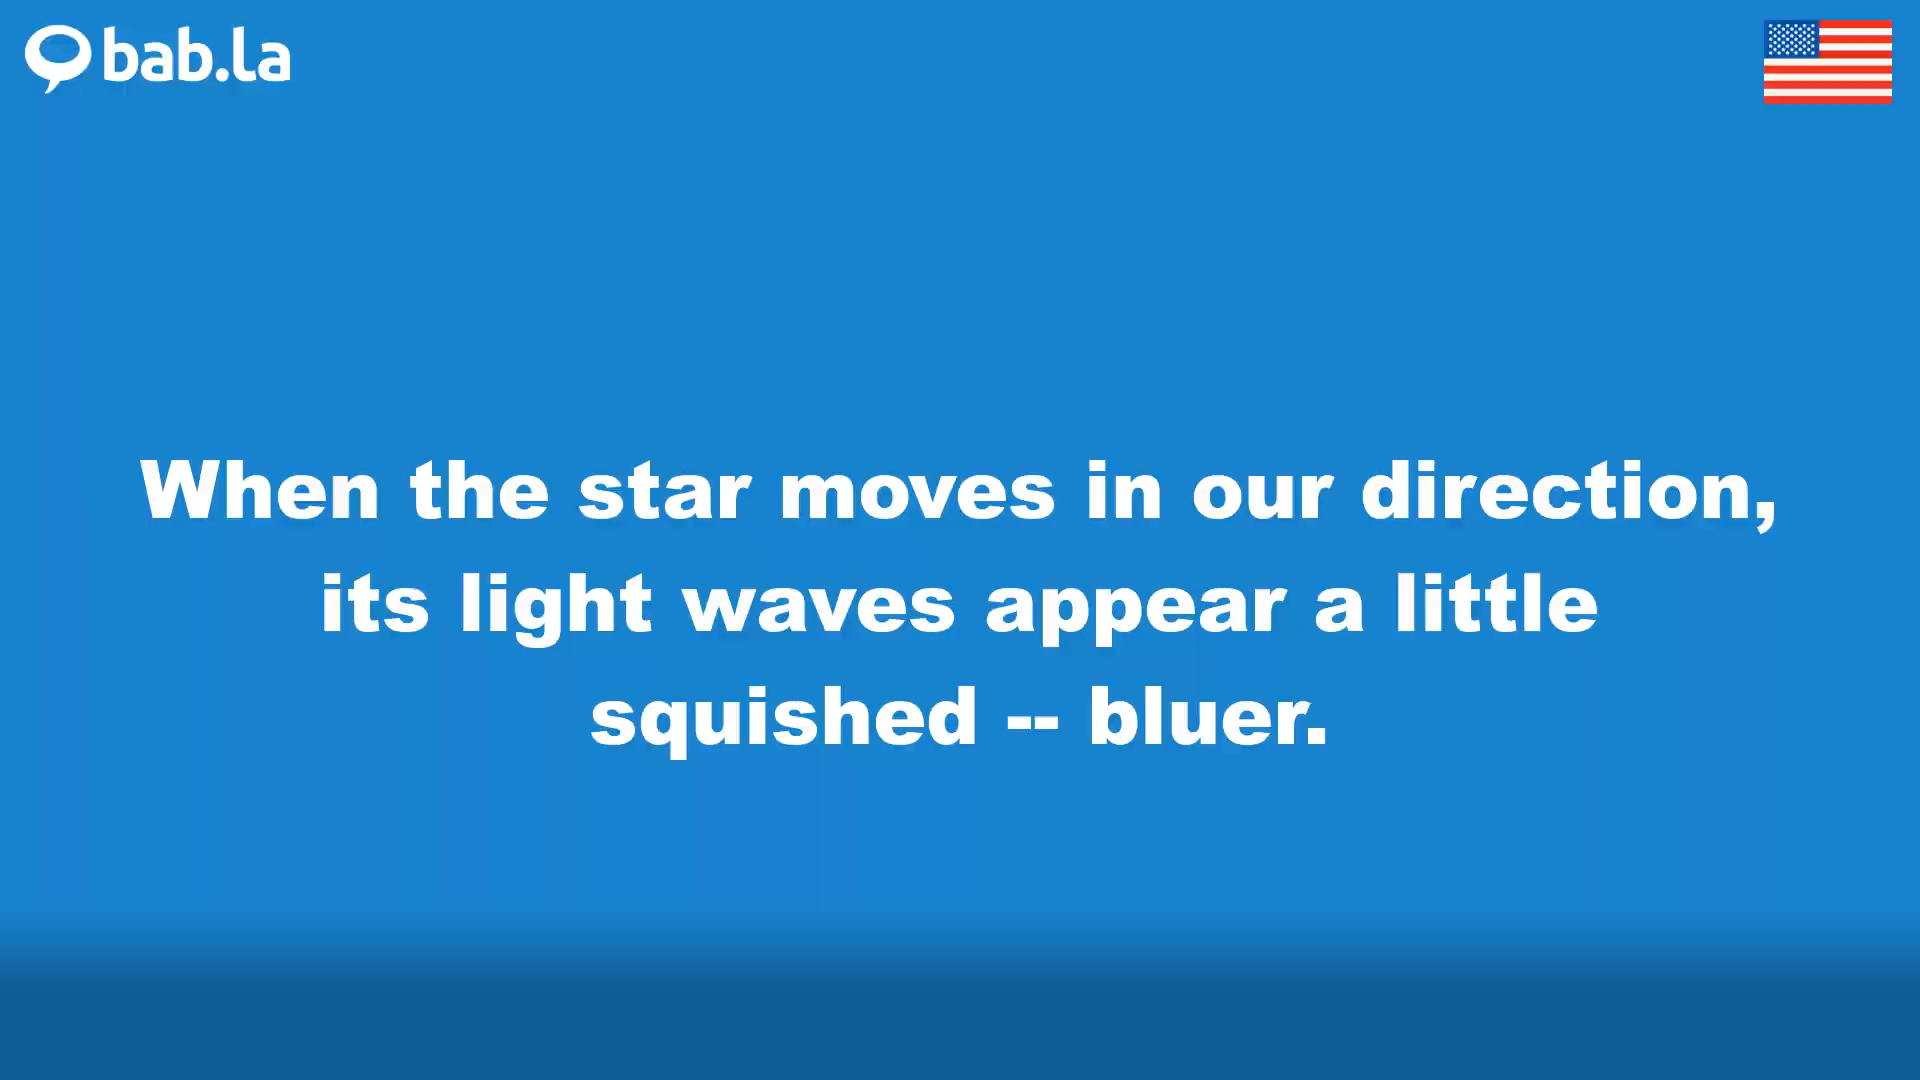 bab.la
When the star moves in our direction,
its light waves appear a little
squished -- bluer.